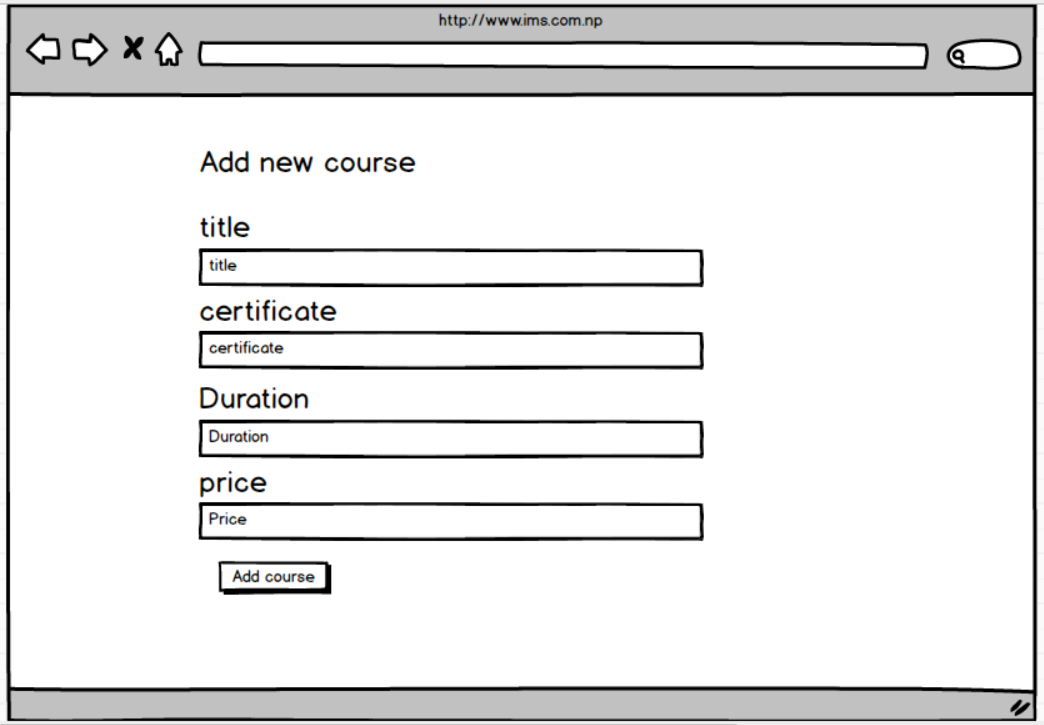 http://www.ims.com.np
Add new course
title
title
certificate
certificate
Duration
Duration
price
Price
Add course